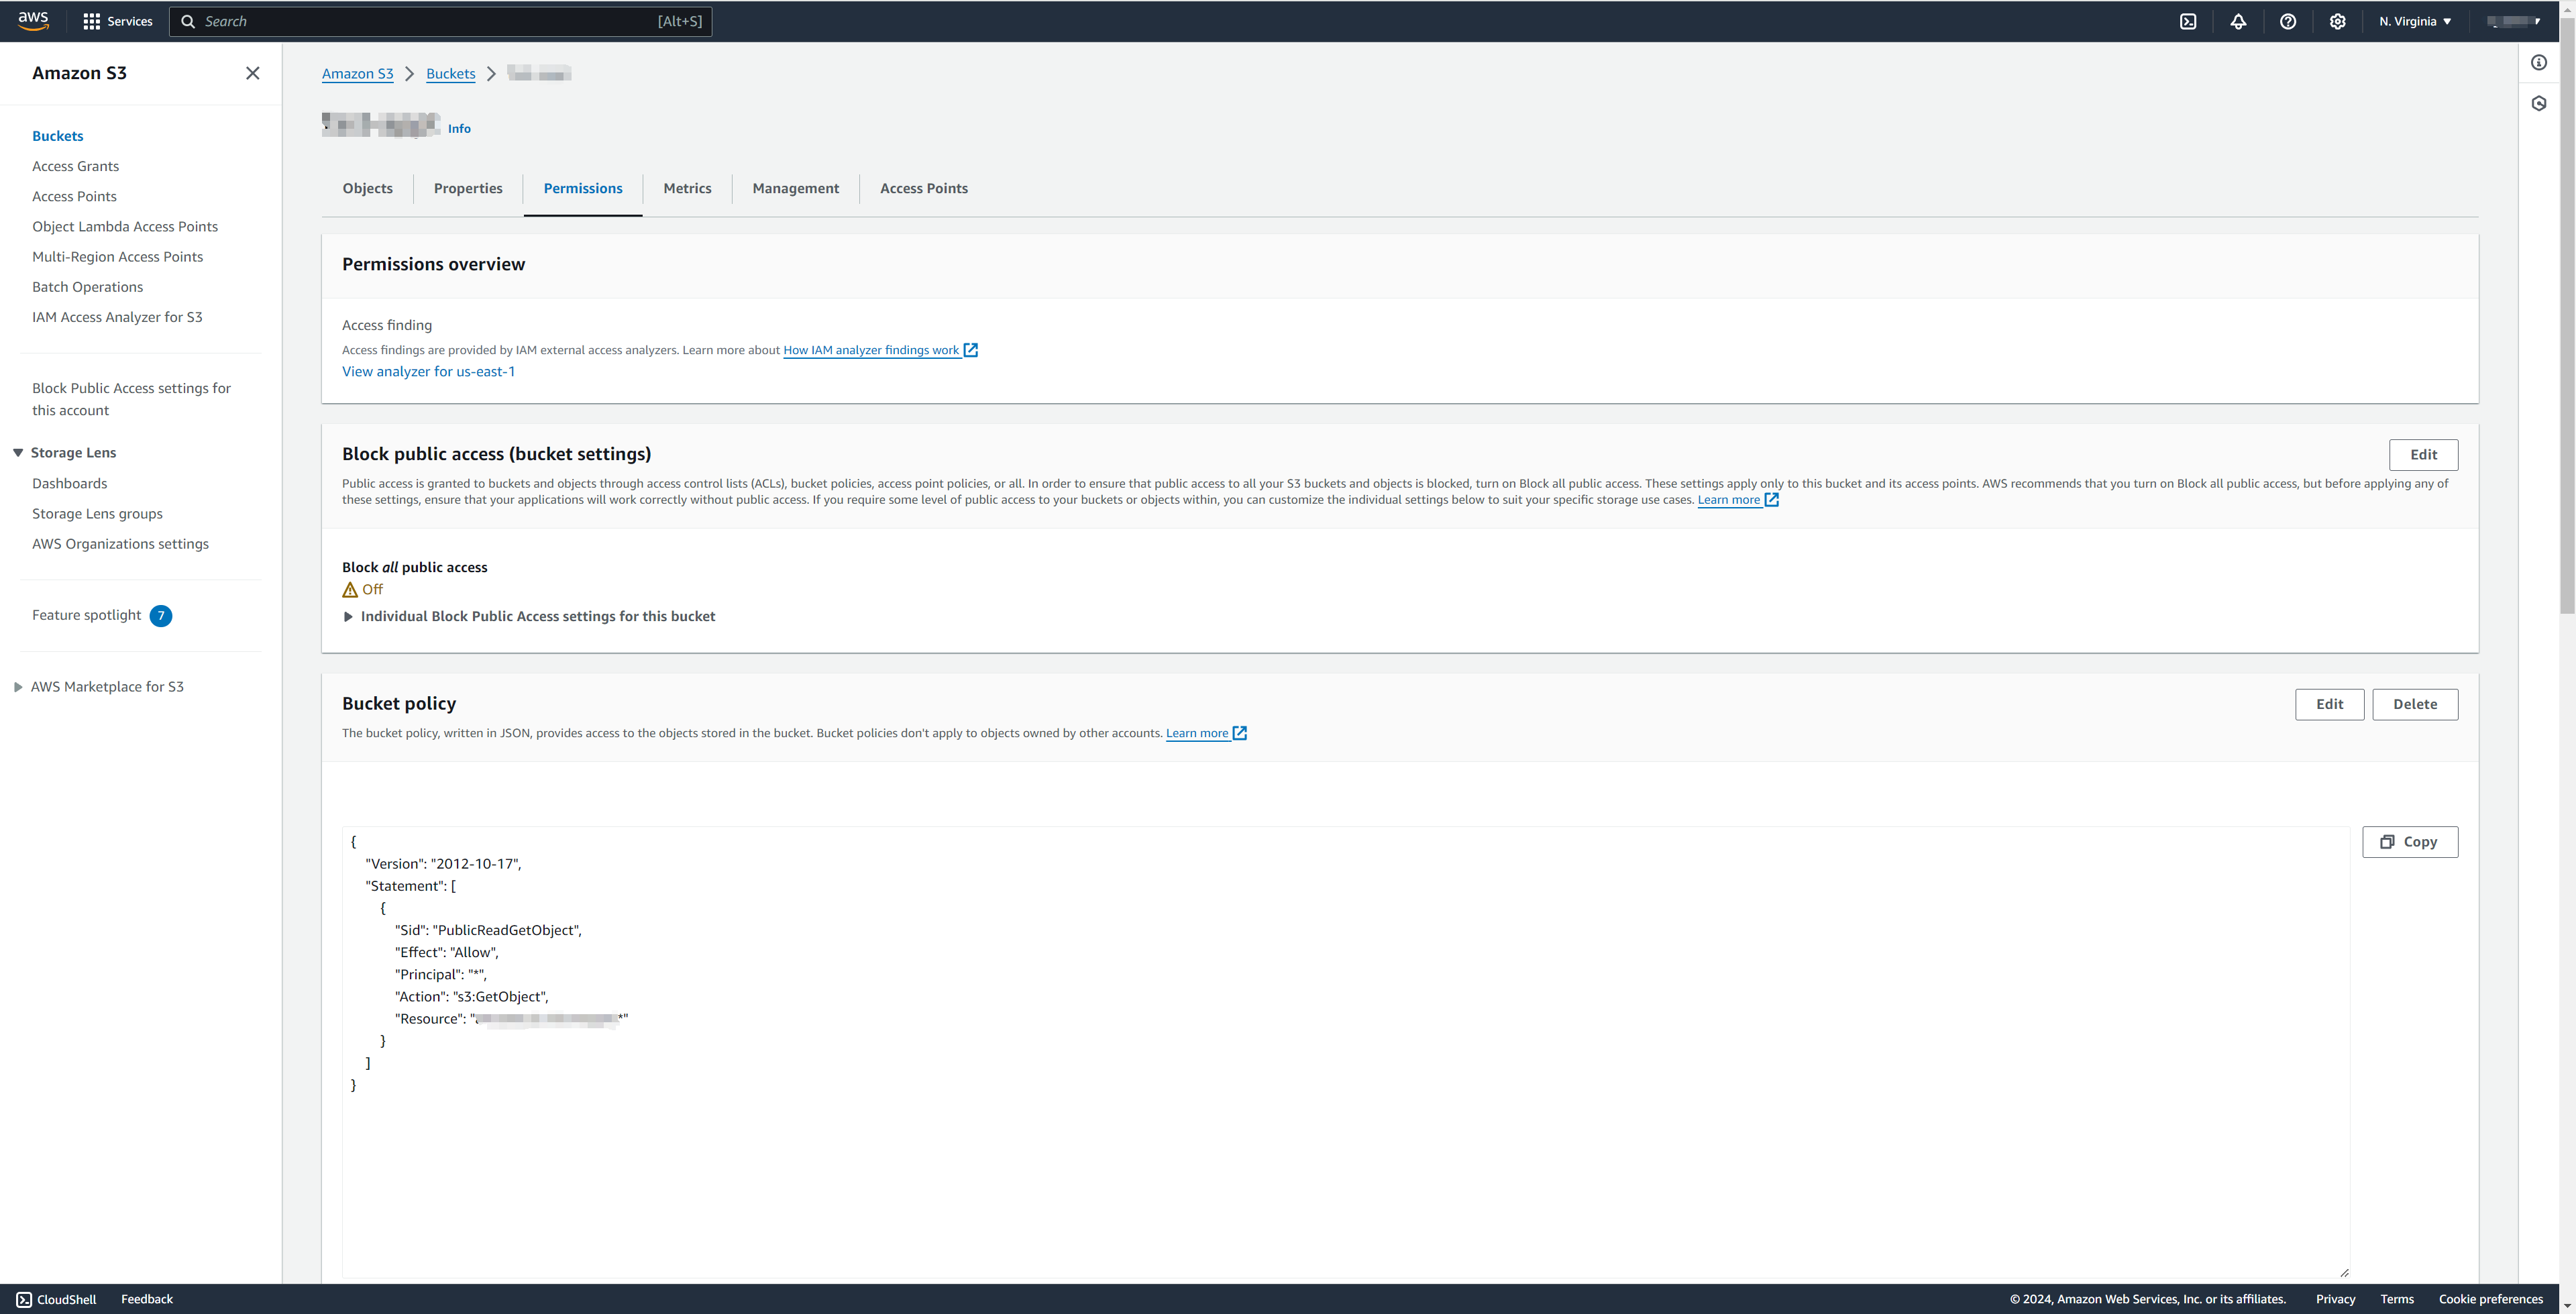 aws
Services
Search
[Alt+S]
N. Virginia
Amazon S3
Buckets
Access Grants
Access Points
Object Lambda Access Points
Multi-Region Access Points
Batch Operations
IAM Access Analyzer for S3
Block Public Access settings for
this account
Storage Lens
Dashboards
Storage Lens groups
AWS Organizations settings
Feature spotlight 7
AWS Marketplace for S3
Amazon S3 > Buckets >
Info
Objects
Properties
Permissions
Metrics
Management
Access Points
Permissions overview
Access finding
Access findings are provided by IAM external access analyzers. Learn more about How IAM analyzer findings work
View analyzer for us-east-1
Block public access (bucket settings)
Edit
Public access is granted to buckets and objects through access control lists (ACLs), bucket policies, access point policies, or all. In order to ensure that public access to all your S3 buckets and objects is blocked, turn on Block all public access. These settings apply only to this bucket and its access points. AWS recommends that you turn on Block all public access, but before applying any of
these settings, ensure that your applications will work correctly without public access. If you require some level of public access to your buckets or objects within, you can customize the individual settings below to suit your specific storage use cases. Learn more
Block all public access
Off
Individual Block Public Access settings for this bucket
Bucket policy
Edit
Delete
The bucket policy, written in JSON, provides access to the objects stored in the bucket. Bucket policies don't apply to objects owned by other accounts. Learn more
Copy
{
"Version": "2012-10-17",
"Statement": [
{
"Sid": "PublicReadGetObject",
"Effect": "Allow",
"Principal": "*",
"Action": "s3:GetObject",
"Resource": "*"
}
]
}
CloudShell
Feedback
© 2024, Amazon Web Services, Inc. or its affiliates.
Privacy
Terms
Cookie preferences